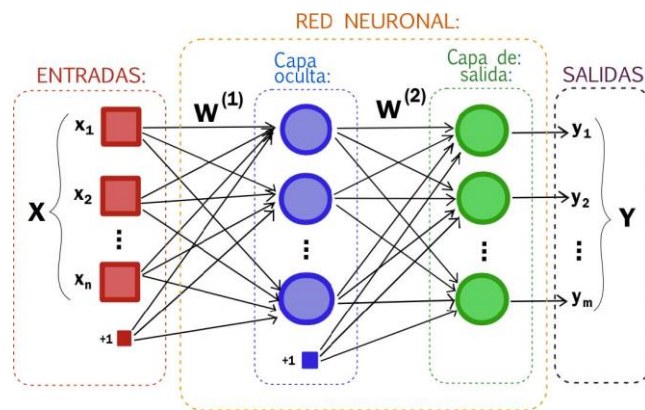 RED NEURONAL:
ENTRADAS:
Capa
oculta:
Capa de:
salida:
SALIDAS
W(1)
W(2)
x1
x2
⋮
xn
+1
X
⋮
+1
⋮
y1
y2
⋮
ym
Y